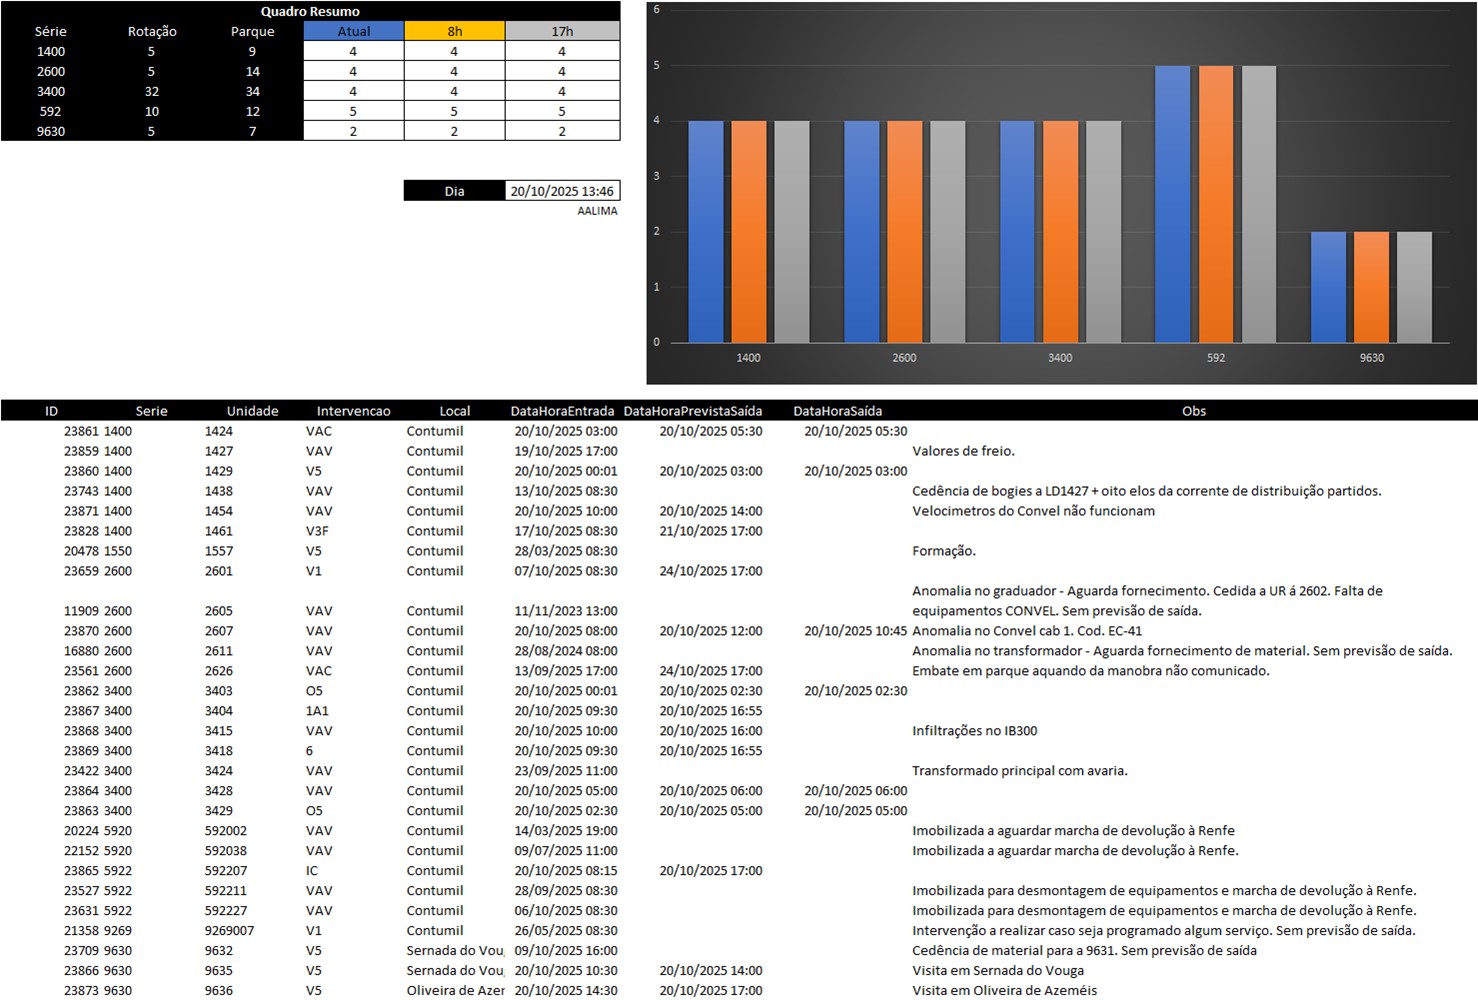 Quadro Resumo
Série Rotação Parque Atual 8h 17h
1400 5 9 4 4 4
2600 5 14 4 4 4
3400 32 34 4 4 4
592 10 12 5 5 5
9630 5 7 2 2 2
Dia 20/10/2025 13:46
AALIMA
6
5
4
3
2
1
0
1400 2600 3400 592 9630
ID Serie Unidade Intervencao Local DataHoraEntrada DataHoraPrevistaSaída DataHoraSaída Obs
23861 1400 1424 VAC Contumil 20/10/2025 03:00 20/10/2025 05:30 20/10/2025 05:30
23859 1400 1427 VAV Contumil 19/10/2025 17:00 Valores de freio.
23860 1400 1429 V5 Contumil 20/10/2025 00:01 20/10/2025 03:00 20/10/2025 03:00
23743 1400 1438 VAV Contumil 13/10/2025 08:30 Cedência de bogies a LD1427 + oito elos da corrente de distribuição partidos.
23871 1400 1454 VAV Contumil 20/10/2025 10:00 20/10/2025 14:00 Velocimetros do Convel não funcionam
23828 1400 1461 V3F Contumil 17/10/2025 08:30 21/10/2025 17:00
20478 1550 1557 V5 Contumil 28/03/2025 08:30 Formação.
23659 2600 2601 V1 Contumil 07/10/2025 08:30 24/10/2025 17:00
Anomalia no graduador - Aguarda fornecimento. Cedida a UR á 2602. Falta de
11909 2600 2605 VAV Contumil 11/11/2023 13:00 equipamentos CONVEL. Sem previsão de saída.
23870 2600 2607 VAV Contumil 20/10/2025 08:00 20/10/2025 12:00 20/10/2025 10:45 Anomalia no Convel cab 1. Cod. EC-41
16880 2600 2611 VAV Contumil 28/08/2024 08:00 Anomalia no transformador - Aguarda fornecimento de material. Sem previsão de saída.
23561 2600 2626 VAC Contumil 13/09/2025 17:00 24/10/2025 17:00 Embate em parque aquando da manobra não comunicado.
23862 3400 3403 O5 Contumil 20/10/2025 00:01 20/10/2025 02:30 20/10/2025 02:30
23867 3400 3404 1A1 Contumil 20/10/2025 09:30 20/10/2025 16:55
23868 3400 3415 VAV Contumil 20/10/2025 10:00 20/10/2025 16:00 Infiltrações no IB300
23869 3400 3418 6 Contumil 20/10/2025 09:30 20/10/2025 16:55
23422 3400 3424 VAV Contumil 23/09/2025 11:00 Transformado principal com avaria.
23864 3400 3428 VAV Contumil 20/10/2025 05:00 20/10/2025 06:00 20/10/2025 06:00
23863 3400 3429 O5 Contumil 20/10/2025 02:30 20/10/2025 05:00 20/10/2025 05:00
20224 5920 592002 VAV Contumil 14/03/2025 19:00 Imobilizada a aguardar marcha de devolução à Renfe
22152 5920 592038 VAV Contumil 09/07/2025 11:00 Imobilizada a aguardar marcha de devolução à Renfe.
23865 5922 592207 IC Contumil 20/10/2025 08:15 20/10/2025 17:00
23527 5922 592211 VAV Contumil 28/09/2025 08:30 Imobilizada para desmontagem de equipamentos e marcha de devolução à Renfe.
23631 5922 592227 VAV Contumil 06/10/2025 08:30 Imobilizada para desmontagem de equipamentos e marcha de devolução à Renfe.
21358 9269 9269007 V1 Contumil 26/05/2025 08:30 Intervenção a realizar caso seja programado algum serviço. Sem previsão de saída.
23709 9630 9632 V5 Sernada do Vou 09/10/2025 16:00 Cedência de material para a 9631. Sem previsão de saída
23866 9630 9635 V5 Sernada do Vou 20/10/2025 10:30 20/10/2025 14:00 Visita em Sernada do Vouga
23873 9630 9636 V5 Oliveira de Azer 20/10/2025 14:30 20/10/2025 17:00 Visita em Oliveira de Azeméis